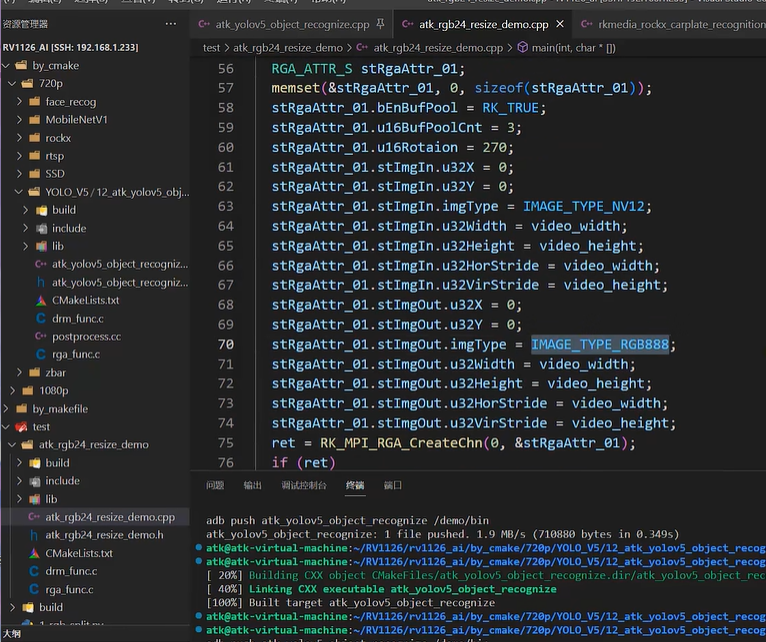 资源管理器
···
RV1126_AI [SSH: 192.168.1.233]
by_cmake
720p
face_recog
MobileNetV1
rockx
rtsp
SSD
YOLO_V5 / 12_atk_yolov5_obj...
build
include
lib
atk_yolov5_object_recogniz...
atk_yolov5_object_recogniz...
CMakeLists.txt
drm_func.c
postprocess.cc
rga_func.c
zbar
1080p
by_makefile
test
atk_rgb24_resize_demo
build
include
lib
atk_rgb24_resize_demo.cpp
atk_rgb24_resize_demo.h
CMakeLists.txt
drm_func.c
rga_func.c
build
大纲
atk_yolov5_object_recognize.cpp
atk_rgb24_resize_demo.cpp
rkmedia_rockx_carplate_recognition
test > atk_rgb24_resize_demo > atk_rgb24_resize_demo.cpp > main(int, char * [])
56 RGA_ATTR_S stRgaAttr_01;
57 memset(&stRgaAttr_01, 0, sizeof(stRgaAttr_01));
58 stRgaAttr_01.bEnBufPool = RK_TRUE;
59 stRgaAttr_01.u16BufPoolCnt = 3;
60 stRgaAttr_01.u16Rotaion = 270;
61 stRgaAttr_01.stImgIn.u32X = 0;
62 stRgaAttr_01.stImgIn.u32Y = 0;
63 stRgaAttr_01.stImgIn.imgType = IMAGE_TYPE_NV12;
64 stRgaAttr_01.stImgIn.u32Width = video_width;
65 stRgaAttr_01.stImgIn.u32Height = video_height;
66 stRgaAttr_01.stImgIn.u32HorStride = video_width;
67 stRgaAttr_01.stImgIn.u32VirStride = video_height;
68 stRgaAttr_01.stImgOut.u32X = 0;
69 stRgaAttr_01.stImgOut.u32Y = 0;
70 stRgaAttr_01.stImgOut.imgType = IMAGE_TYPE_RGB888;
71 stRgaAttr_01.stImgOut.u32Width = video_width;
72 stRgaAttr_01.stImgOut.u32Height = video_height;
73 stRgaAttr_01.stImgOut.u32HorStride = video_width;
74 stRgaAttr_01.stImgOut.u32VirStride = video_height;
75 ret = RK_MPI_RGA_CreateChn(0, &stRgaAttr_01);
76 if (ret)
问题 输出 调试控制台 终端 端口
adb push atk_yolov5_object_recognize /demo/bin
atk_yolov5_object_recognize: 1 file pushed. 1.9 MB/s (710880 bytes in 0.349s)
atk@atk-virtual-machine:~/RV1126/rv1126_ai/by_cmake/720p/YOLO_V5/12_atk_yolov5_object_recog
atk@atk-virtual-machine:~/RV1126/rv1126_ai/by_cmake/720p/YOLO_V5/12_atk_yolov5_object_recog
[ 20%] Building CXX object CMakeFiles/atk_yolov5_object_recognize.dir/atk_yolov5_object_rec
[ 40%] Linking CXX executable atk_yolov5_object_recognize
[100%] Built target atk_yolov5_object_recognize
atk@atk-virtual-machine:~/RV1126/rv1126_ai/by_cmake/720p/YOLO_V5/12_atk_yolov5_object_recog
atk@atk-virtual-machine:~/RV1126/rv1126_ai/by_cmake/720p/YOLO_V5/12_atk_yolov5_object_recog